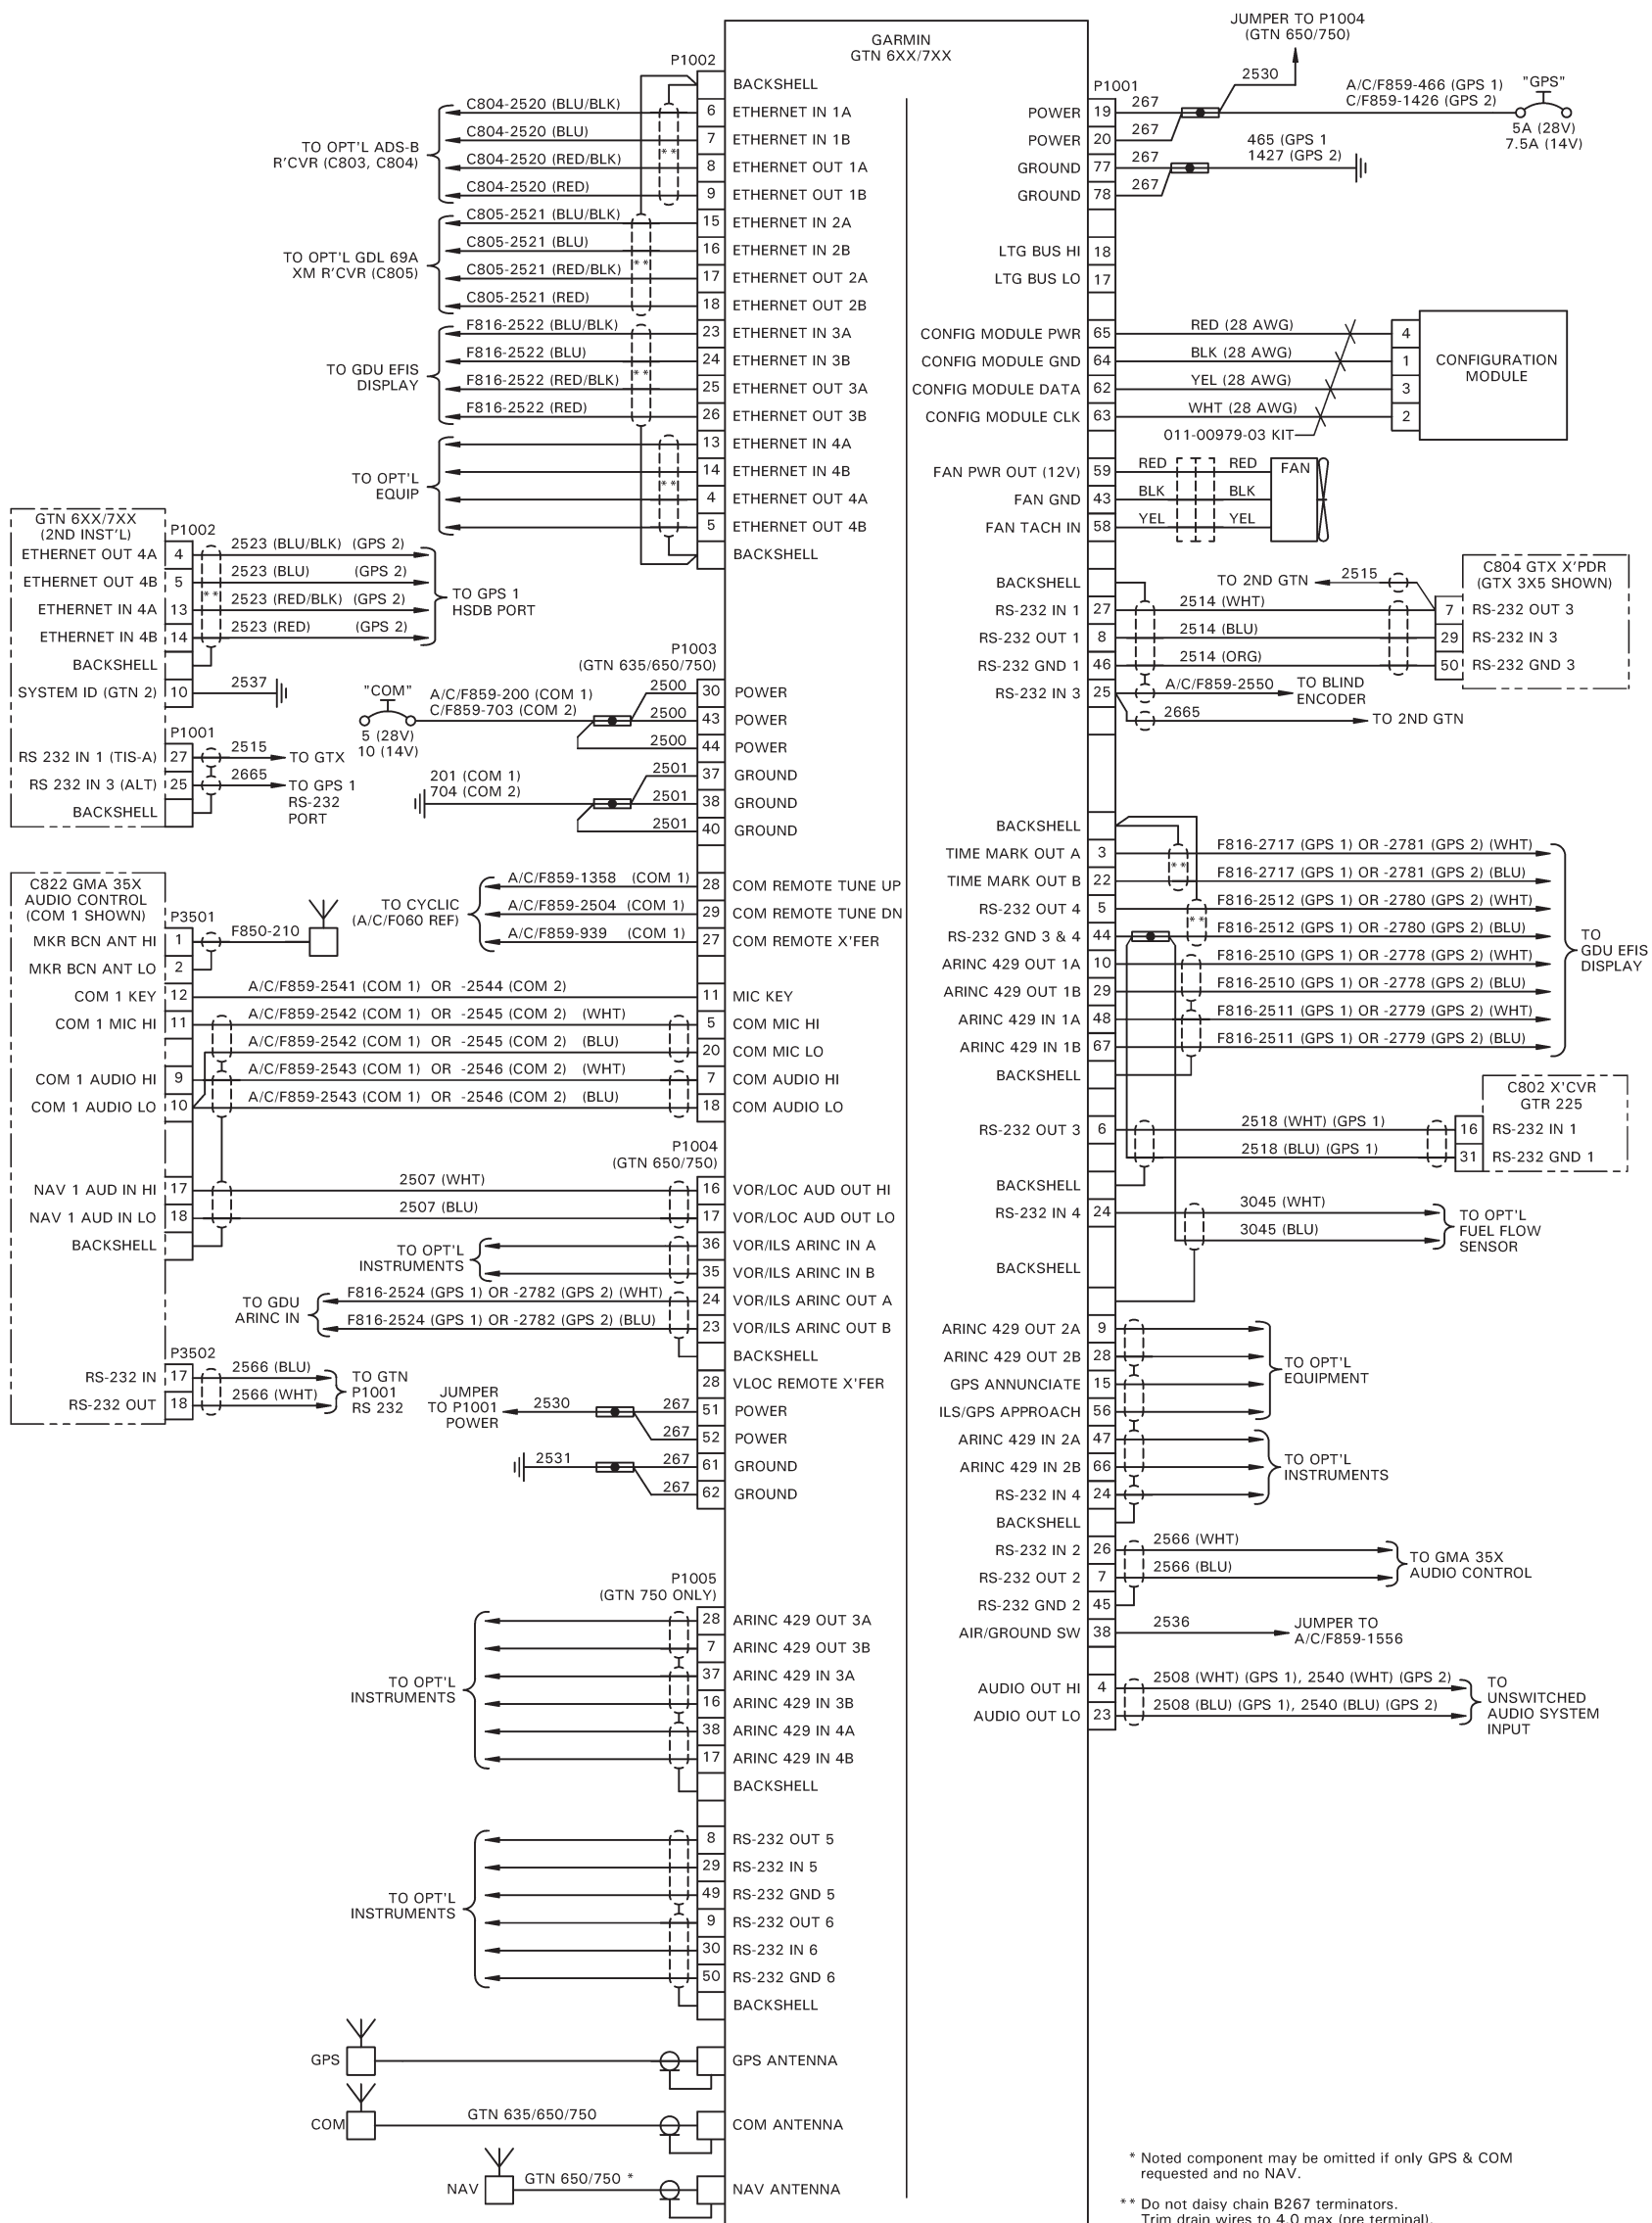 GARMIN
GTN 6XX/7XX
P1002
BACKSHELL
C804-2520 (BLU/BLK) 6 ETHERNET IN 1A
C804-2520 (BLU) 7 ETHERNET IN 1B
C804-2520 (RED/BLK) 8 ETHERNET OUT 1A
C804-2520 (RED) 9 ETHERNET OUT 1B
**
TO OPT'L ADS-B
R'CVR (C803, C804)
C805-2521 (BLU/BLK) 15 ETHERNET IN 2A
C805-2521 (BLU) 16 ETHERNET IN 2B
C805-2521 (RED/BLK) 17 ETHERNET OUT 2A
C805-2521 (RED) 18 ETHERNET OUT 2B
**
TO OPT'L GDL 69A
XM R'CVR (C805)
F816-2522 (BLU/BLK) 23 ETHERNET IN 3A
F816-2522 (BLU) 24 ETHERNET IN 3B
F816-2522 (RED/BLK) 25 ETHERNET OUT 3A
F816-2522 (RED) 26 ETHERNET OUT 3B
**
TO GDU EFIS
DISPLAY
13 ETHERNET IN 4A
14 ETHERNET IN 4B
4 ETHERNET OUT 4A
5 ETHERNET OUT 4B
**
TO OPT'L
EQUIP
BACKSHELL
GTN 6XX/7XX
(2ND INST'L)
P1002
ETHERNET OUT 4A 4 2523 (BLU/BLK) (GPS 2)
ETHERNET OUT 4B 5 2523 (BLU) (GPS 2)
ETHERNET IN 4A 13 2523 (RED/BLK) (GPS 2)
ETHERNET IN 4B 14 2523 (RED) (GPS 2)
**
TO GPS 1
HSDB PORT
BACKSHELL
SYSTEM ID (GTN 2) 10 2537
P1001
RS 232 IN 1 (TIS-A) 27 2515 TO GTX
RS 232 IN 3 (ALT) 25 2665 TO GPS 1
RS-232
PORT
BACKSHELL
P1003
(GTN 635/650/750)
"COM"
5 (28V)
10 (14V)
A/C/F859-200 (COM 1)
C/F859-703 (COM 2)
2500 30 POWER
2500 43 POWER
2500 44 POWER
201 (COM 1)
704 (COM 2)
2501 37 GROUND
2501 38 GROUND
2501 40 GROUND
TO CYCLIC
(A/C/F060 REF)
A/C/F859-1358 (COM 1) 28 COM REMOTE TUNE UP
A/C/F859-2504 (COM 1) 29 COM REMOTE TUNE DN
A/C/F859-939 (COM 1) 27 COM REMOTE X'FER
C822 GMA 35X
AUDIO CONTROL
(COM 1 SHOWN)
P3501
MKR BCN ANT HI 1 F850-210
MKR BCN ANT LO 2
COM 1 KEY 12 A/C/F859-2541 (COM 1) OR -2544 (COM 2) 11 MIC KEY
COM 1 MIC HI 11 A/C/F859-2542 (COM 1) OR -2545 (COM 2) (WHT) 5 COM MIC HI
A/C/F859-2542 (COM 1) OR -2545 (COM 2) (BLU) 20 COM MIC LO
COM 1 AUDIO HI 9 A/C/F859-2543 (COM 1) OR -2546 (COM 2) (WHT) 7 COM AUDIO HI
COM 1 AUDIO LO 10 A/C/F859-2543 (COM 1) OR -2546 (COM 2) (BLU) 18 COM AUDIO LO
P1004
(GTN 650/750)
NAV 1 AUD IN HI 17 2507 (WHT) 16 VOR/LOC AUD OUT HI
NAV 1 AUD IN LO 18 2507 (BLU) 17 VOR/LOC AUD OUT LO
BACKSHELL
TO OPT'L
INSTRUMENTS
36 VOR/ILS ARINC IN A
35 VOR/ILS ARINC IN B
TO GDU
ARINC IN
F816-2524 (GPS 1) OR -2782 (GPS 2) (WHT) 24 VOR/ILS ARINC OUT A
F816-2524 (GPS 1) OR -2782 (GPS 2) (BLU) 23 VOR/ILS ARINC OUT B
BACKSHELL
28 VLOC REMOTE X'FER
P3502
RS-232 IN 17 2566 (BLU)
RS-232 OUT 18 2566 (WHT)
TO GTN
P1001
RS 232
JUMPER
TO P1001
POWER
2530 267 51 POWER
267 52 POWER
2531 267 61 GROUND
267 62 GROUND
P1005
(GTN 750 ONLY)
28 ARINC 429 OUT 3A
7 ARINC 429 OUT 3B
37 ARINC 429 IN 3A
16 ARINC 429 IN 3B
38 ARINC 429 IN 4A
17 ARINC 429 IN 4B
BACKSHELL
TO OPT'L
INSTRUMENTS
8 RS-232 OUT 5
29 RS-232 IN 5
49 RS-232 GND 5
9 RS-232 OUT 6
30 RS-232 IN 6
50 RS-232 GND 6
BACKSHELL
TO OPT'L
INSTRUMENTS
GPS GPS ANTENNA
COM GTN 635/650/750 COM ANTENNA
NAV GTN 650/750 * NAV ANTENNA
JUMPER TO P1004
(GTN 650/750)
2530
P1001
A/C/F859-466 (GPS 1)
C/F859-1426 (GPS 2)
"GPS"
5A (28V)
7.5A (14V)
POWER 19 267
POWER 20 267
465 (GPS 1
1427 (GPS 2)
GROUND 77 267
GROUND 78 267
LTG BUS HI 18
LTG BUS LO 17
CONFIG MODULE PWR 65 RED (28 AWG) 4
CONFIG MODULE GND 64 BLK (28 AWG) 1
CONFIG MODULE DATA 62 YEL (28 AWG) 3
CONFIG MODULE CLK 63 WHT (28 AWG) 2
CONFIGURATION
MODULE
011-00979-03 KIT
FAN PWR OUT (12V) 59 RED RED FAN
FAN GND 43 BLK BLK
FAN TACH IN 58 YEL YEL
C804 GTX X'PDR
(GTX 3X5 SHOWN)
BACKSHELL
TO 2ND GTN 2515
RS-232 IN 1 27 2514 (WHT) 7 RS-232 OUT 3
RS-232 OUT 1 8 2514 (BLU) 29 RS-232 IN 3
RS-232 GND 1 46 2514 (ORG) 50 RS-232 GND 3
RS-232 IN 3 25 A/C/F859-2550 TO BLIND
ENCODER
2665 TO 2ND GTN
BACKSHELL
TIME MARK OUT A 3 F816-2717 (GPS 1) OR -2781 (GPS 2) (WHT)
TIME MARK OUT B 22 F816-2717 (GPS 1) OR -2781 (GPS 2) (BLU)
**
RS-232 OUT 4 5 F816-2512 (GPS 1) OR -2780 (GPS 2) (WHT)
RS-232 GND 3 & 4 44 F816-2512 (GPS 1) OR -2780 (GPS 2) (BLU)
**
ARINC 429 OUT 1A 10 F816-2510 (GPS 1) OR -2778 (GPS 2) (WHT)
ARINC 429 OUT 1B 29 F816-2510 (GPS 1) OR -2778 (GPS 2) (BLU)
ARINC 429 IN 1A 48 F816-2511 (GPS 1) OR -2779 (GPS 2) (WHT)
ARINC 429 IN 1B 67 F816-2511 (GPS 1) OR -2779 (GPS 2) (BLU)
TO
GDU EFIS
DISPLAY
BACKSHELL
C802 X'CVR
GTR 225
RS-232 OUT 3 6 2518 (WHT) (GPS 1) 16 RS-232 IN 1
2518 (BLU) (GPS 1) 31 RS-232 GND 1
BACKSHELL
RS-232 IN 4 24 3045 (WHT)
3045 (BLU)
TO OPT'L
FUEL FLOW
SENSOR
BACKSHELL
ARINC 429 OUT 2A 9
ARINC 429 OUT 2B 28
GPS ANNUNCIATE 15
ILS/GPS APPROACH 56
TO OPT'L
EQUIPMENT
ARINC 429 IN 2A 47
ARINC 429 IN 2B 66
RS-232 IN 4 24
TO OPT'L
INSTRUMENTS
BACKSHELL
RS-232 IN 2 26 2566 (WHT)
RS-232 OUT 2 7 2566 (BLU)
TO GMA 35X
AUDIO CONTROL
RS-232 GND 2 45
AIR/GROUND SW 38 2536 JUMPER TO
A/C/F859-1556
AUDIO OUT HI 4 2508 (WHT) (GPS 1), 2540 (WHT) (GPS 2)
AUDIO OUT LO 23 2508 (BLU) (GPS 1), 2540 (BLU) (GPS 2)
TO
UNSWITCHED
AUDIO SYSTEM
INPUT
* Noted component may be omitted if only GPS & COM
requested and no NAV.
** Do not daisy chain B267 terminators.
Trim drain wires to 4.0 max (pre terminal).